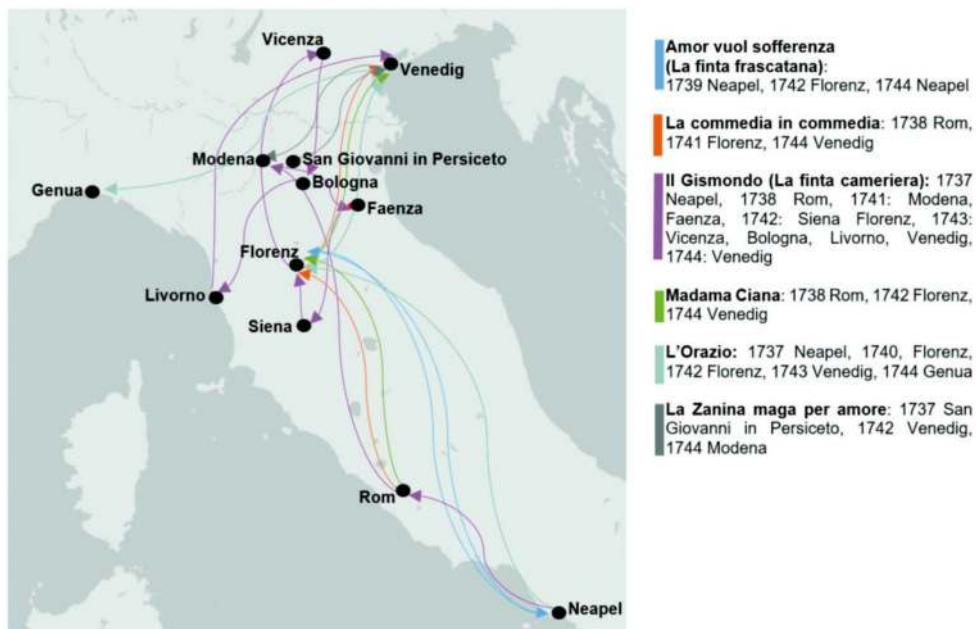 Vicenza
Venedig
Modena
San Giovanni in Persiceto
Bologna
Genua
Faenza
Florenz
Livorno
Siena
Rom
Neapel
Amor vuol sofferenza
(La finta frascatana):
1739 Neapel, 1742 Florenz, 1744 Neapel
La commedia in commedia: 1738 Rom,
1741 Florenz, 1744 Venedig
Il Gismondo (La finta cameriera): 1737
Neapel, 1738 Rom, 1741: Modena,
Faenza, 1742: Siena Florenz, 1743:
Vicenza, Bologna, Livorno, Venedig,
1744: Venedig
Madama Ciana: 1738 Rom, 1742 Florenz,
1744 Venedig
L'Orazio: 1737 Neapel, 1740, Florenz,
1742 Florenz, 1743 Venedig, 1744 Genua
La Zanina maga per amore: 1737 San
Giovanni in Persiceto, 1742 Venedig,
1744 Modena